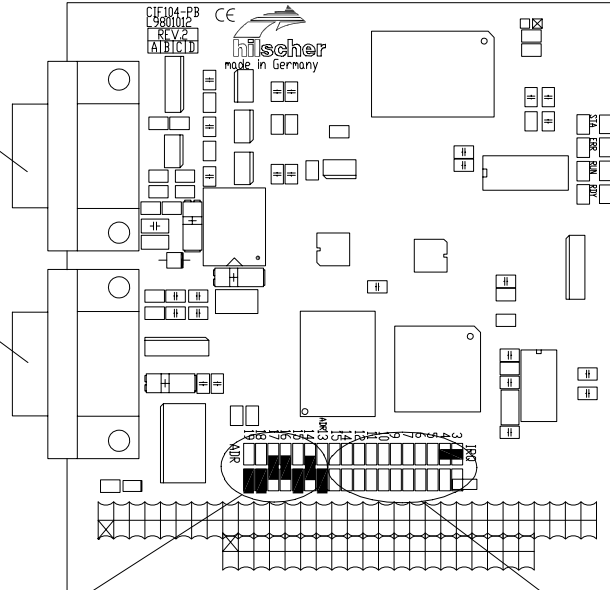 CIF104-PB
L9801012
REV.2
A|B|C|D
CE
hilscher
made in Germany
STA
ERR
RUN
RDY
ADR
19
18
17
16
15
14
13
ADR
15
14
12
11
10
9
7
6
5
4
3
IRQ